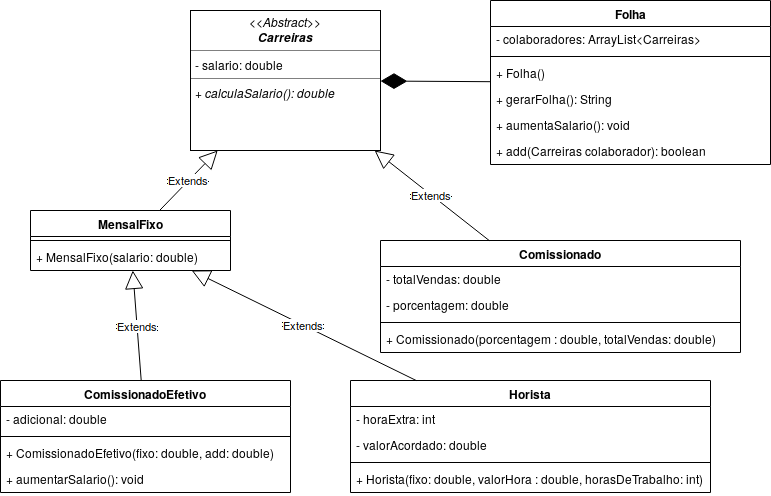 <<Abstract>>
Carreiras
- salario: double
+ calculaSalario(): double
Folha
- colaboradores: ArrayList<Carreiras>
+ Folha()
+ gerarFolha(): String
+ aumentaSalario(): void
+ add(Carreiras colaborador): boolean
:Extends·
:Extends·
MensalFixo
+ MensalFixo(salario: double)
Comissionado
- totalVendas: double
- porcentagem: double
+ Comissionado(porcentagem : double, totalVendas: double)
:Extends·
:Extends·
ComissionadoEfetivo
- adicional: double
+ ComissionadoEfetivo(fixo: double, add: double)
+ aumentarSalario(): void
Horista
- horaExtra: int
- valorAcordado: double
+ Horista(fixo: double, valorHora : double, horasDeTrabalho: int)